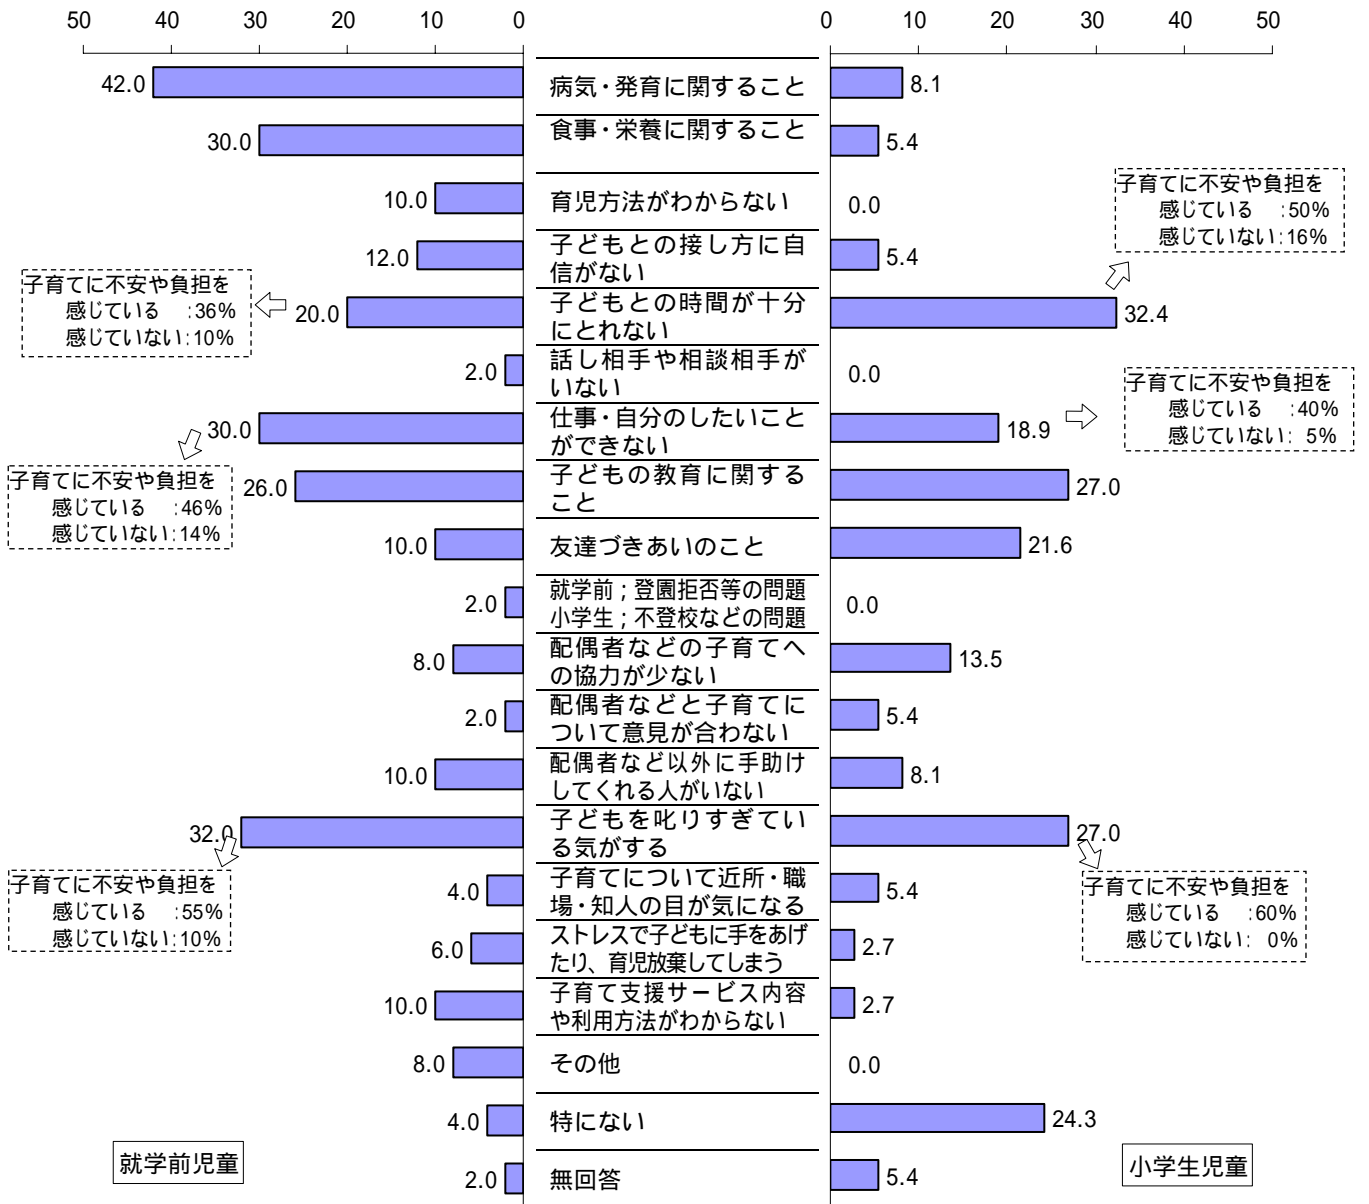 50 40 30 20 10 0 0 10 20 30 40 50
42.0 病気・発育に関すること 8.1
30.0 食事・栄養に関すること 5.4
10.0 育児方法がわからない 0.0
子育てに不安や負担を
感じている :50%
感じていない:16%
12.0 子どもとの接し方に自 5.4
信がない
子育てに不安や負担を
感じている :36%
感じていない:10%
20.0 子どもとの時間が十分 32.4
にとれない
2.0 話し相手や相談相手が 0.0
いない
子育てに不安や負担を
感じている :40%
感じていない: 5%
30.0 仕事・自分のしたいこと 18.9
ができない
子育てに不安や負担を
感じている :46%
感じていない:14%
26.0 子どもの教育に関する 27.0
こと
10.0 友達づきあいのこと 21.6
2.0 就学前；登園拒否等の問題 0.0
小学生；不登校などの問題
8.0 配偶者などの子育てへ 13.5
の協力が少ない
2.0 配偶者などと子育てに 5.4
ついて意見が合わない
10.0 配偶者など以外に手助け 8.1
してくれる人がいない
32.0 子どもを叱りすぎてい 27.0
る気がする
子育てに不安や負担を
感じている :55%
感じていない:10%
子育てに不安や負担を
感じている :60%
感じていない: 0%
4.0 子育てについて近所・職 5.4
場・知人の目が気になる
6.0 ストレスで子どもに手をあげ 2.7
たり、育児放棄してしまう
10.0 子育て支援サービス内容 2.7
や利用方法がわからない
8.0 その他 0.0
4.0 特にない 24.3
就学前児童 小学生児童
2.0 無回答 5.4